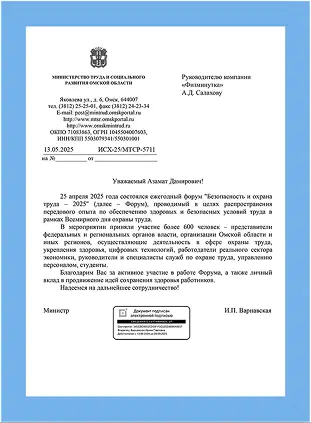 МИНИСТЕРСТВО ТРУДА И СОЦИАЛЬНОГО
РАЗВИТИЯ ОМСКОЙ ОБЛАСТИ
Яковлева ул., д. 6, Омск, 644007
тел. (3812) 25-25-01, факс (3812) 24-23-34
E-mail: post@mintrud.omskportal.ru
http://www.mtsr.omskportal.ru
http://www.omskmintrud.ru
ОКПО 71083863, ОГРН 1045504007603,
ИНН/КПП 5503079341/550301001
13.05.2025 ИСХ-25/МТСР-5711
на № от
Руководителю компании
«Физминутка»
А.Д. Салахову
Уважаемый Азамат Дамирович!
25 апреля 2025 года состоялся ежегодный форум "Безопасность и охрана
труда – 2025" (далее – Форум), проводимый в целях распространения
передового опыта по обеспечению здоровых и безопасных условий труда в
рамках Всемирного дня охраны труда.
В мероприятии приняли участие более 600 человек – представители
федеральных и региональных органов власти, организации Омской области и
иных регионов, осуществляющие деятельность в сфере охраны труда,
укрепления здоровья, цифровых технологий, работодатели реального сектора
экономики, руководители и специалисты служб по охране труда, управлению
персоналом, студенты.
Благодарим Вас за активное участие в работе Форума, а также личный
вклад в продвижение идей сохранения здоровья работников.
Надеемся на дальнейшее сотрудничество!
Министр
Документ подписан
электронной подписью
И.П. Варнавская